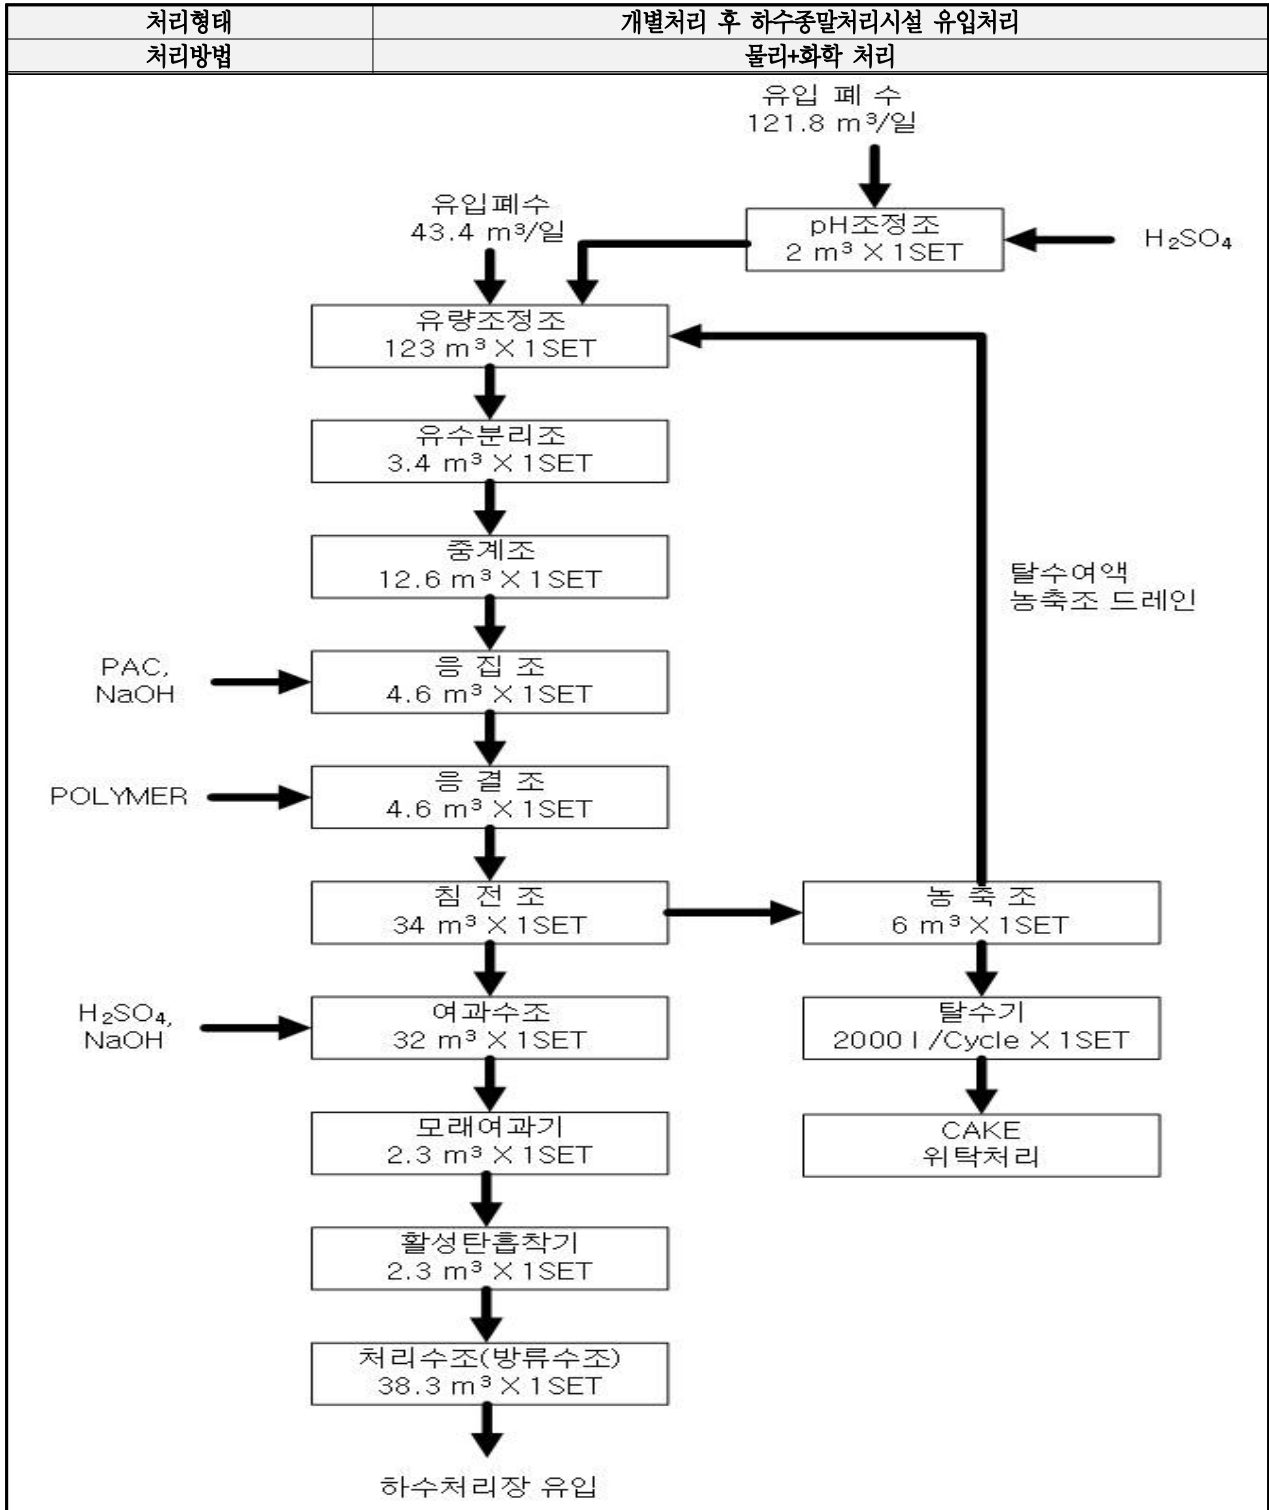 처리형태 개별처리 후 하수종말처리시설 유입처리
처리방법 물리+화학 처리
유입 폐 수
121.8 m³/일
유입폐수
43.4 m³/일
pH조정조
2 m³ X 1SET
H₂SO₄
유량조정조
123 m³ X 1SET
유수분리조
3.4 m³ X 1SET
중계조
12.6 m³ X 1SET
탈수여액
농축조 드레인
PAC,
NaOH
응 집 조
4.6 m³ X 1SET
POLYMER
응 결 조
4.6 m³ X 1SET
침 전 조
34 m³ X 1SET
농 축 조
6 m³ X 1SET
H₂SO₄,
NaOH
여과수조
32 m³ X 1SET
탈수기
2000 l /Cycle X 1SET
모래여과기
2.3 m³ X 1SET
CAKE
위탁처리
활성탄흡착기
2.3 m³ X 1SET
처리수조(방류수조)
38.3 m³ X 1SET
하수처리장 유입